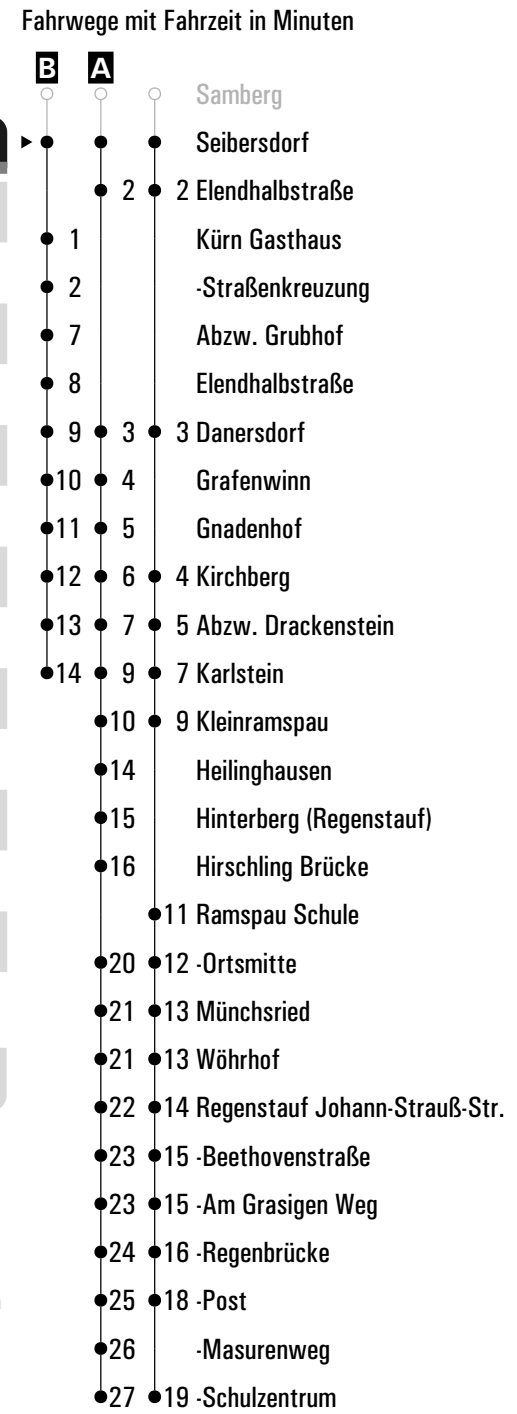 Fahrwege mit Fahrzeit in Minuten
B A
Samberg
Seibersdorf
2 2 Elendhalbstraße
1 Kürn Gasthaus
2 -Straßenkreuzung
7 Abzw. Grubhof
8 Elendhalbstraße
9 3 3 Danersdorf
10 4 Grafenwinn
11 5 Gnadenhof
12 6 4 Kirchberg
13 7 5 Abzw. Drackenstein
14 9 7 Karlstein
10 9 Kleinramspau
14 Heilinghausen
15 Hinterberg (Regenstauf)
16 Hirschling Brücke
11 Ramspau Schule
20 12 -Ortsmitte
21 13 Münchsried
21 13 Wöhrhof
22 14 Regenstauf Johann-Strauß-Str.
23 15 -Beethovenstraße
23 15 -Am Grasigen Weg
24 16 -Regenbrücke
25 18 -Post
26 -Masurenweg
27 19 -Schulzentrum